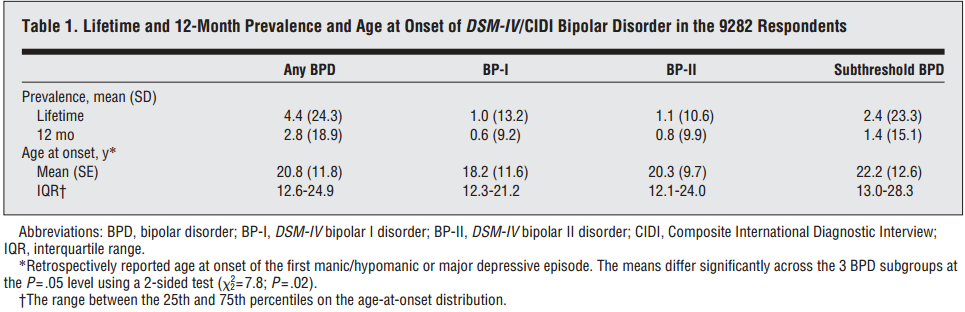 Table 1. Lifetime and 12-Month Prevalence and Age at Onset of DSM-IV/CIDI Bipolar Disorder in the 9282 Respondents
Any BPD BP-I BP-II Subthreshold BPD
Prevalence, mean (SD)
Lifetime 4.4 (24.3) 1.0 (13.2) 1.1 (10.6) 2.4 (23.3)
12 mo 2.8 (18.9) 0.6 (9.2) 0.8 (9.9) 1.4 (15.1)
Age at onset, y*
Mean (SE) 20.8 (11.8) 18.2 (11.6) 20.3 (9.7) 22.2 (12.6)
IQR† 12.6-24.9 12.3-21.2 12.1-24.0 13.0-28.3
Abbreviations: BPD, bipolar disorder; BP-I, DSM-IV bipolar I disorder; BP-II, DSM-IV bipolar II disorder; CIDI, Composite International Diagnostic Interview;
IQR, interquartile range.
*Retrospectively reported age at onset of the first manic/hypomanic or major depressive episode. The means differ significantly across the 3 BPD subgroups at
the P=.05 level using a 2-sided test (χ²₂=7.8; P=.02).
†The range between the 25th and 75th percentiles on the age-at-onset distribution.